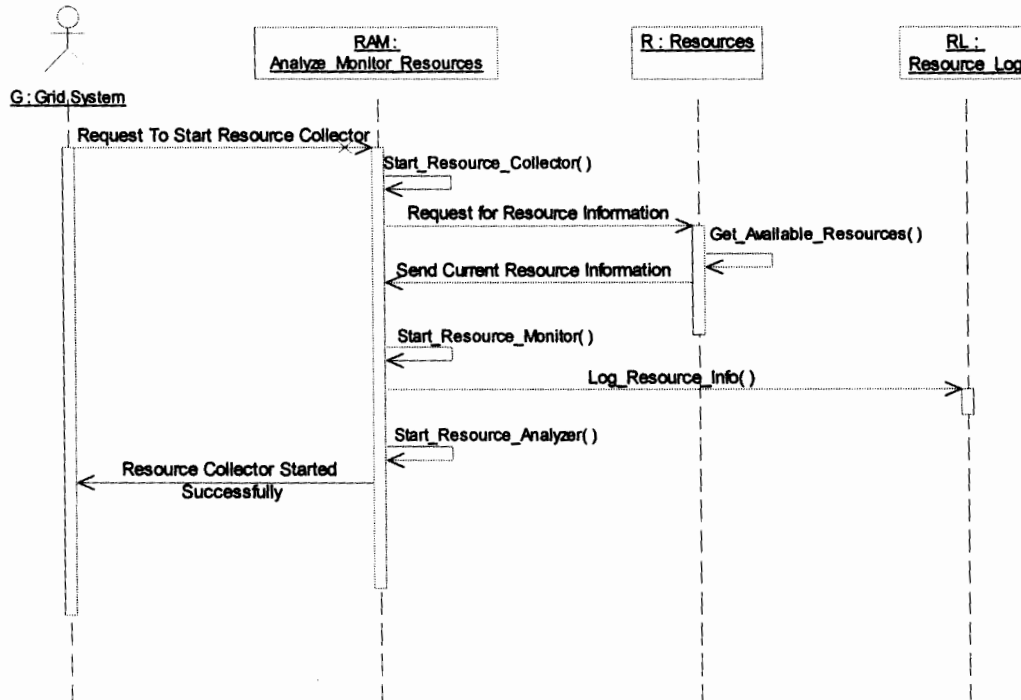 RAM :
Analyze_Monitor_Resources
R : Resources
RL :
Resource_Log
G : Grid System
Request To Start Resource Collector
Start_Resource_Collector( )
Request for Resource Information
Get_Available_Resources( )
Send Current Resource Information
Start_Resource_Monitor( )
Log_Resource_Info( )
Start_Resource_Analyzer( )
Resource Collector Started
Successfully